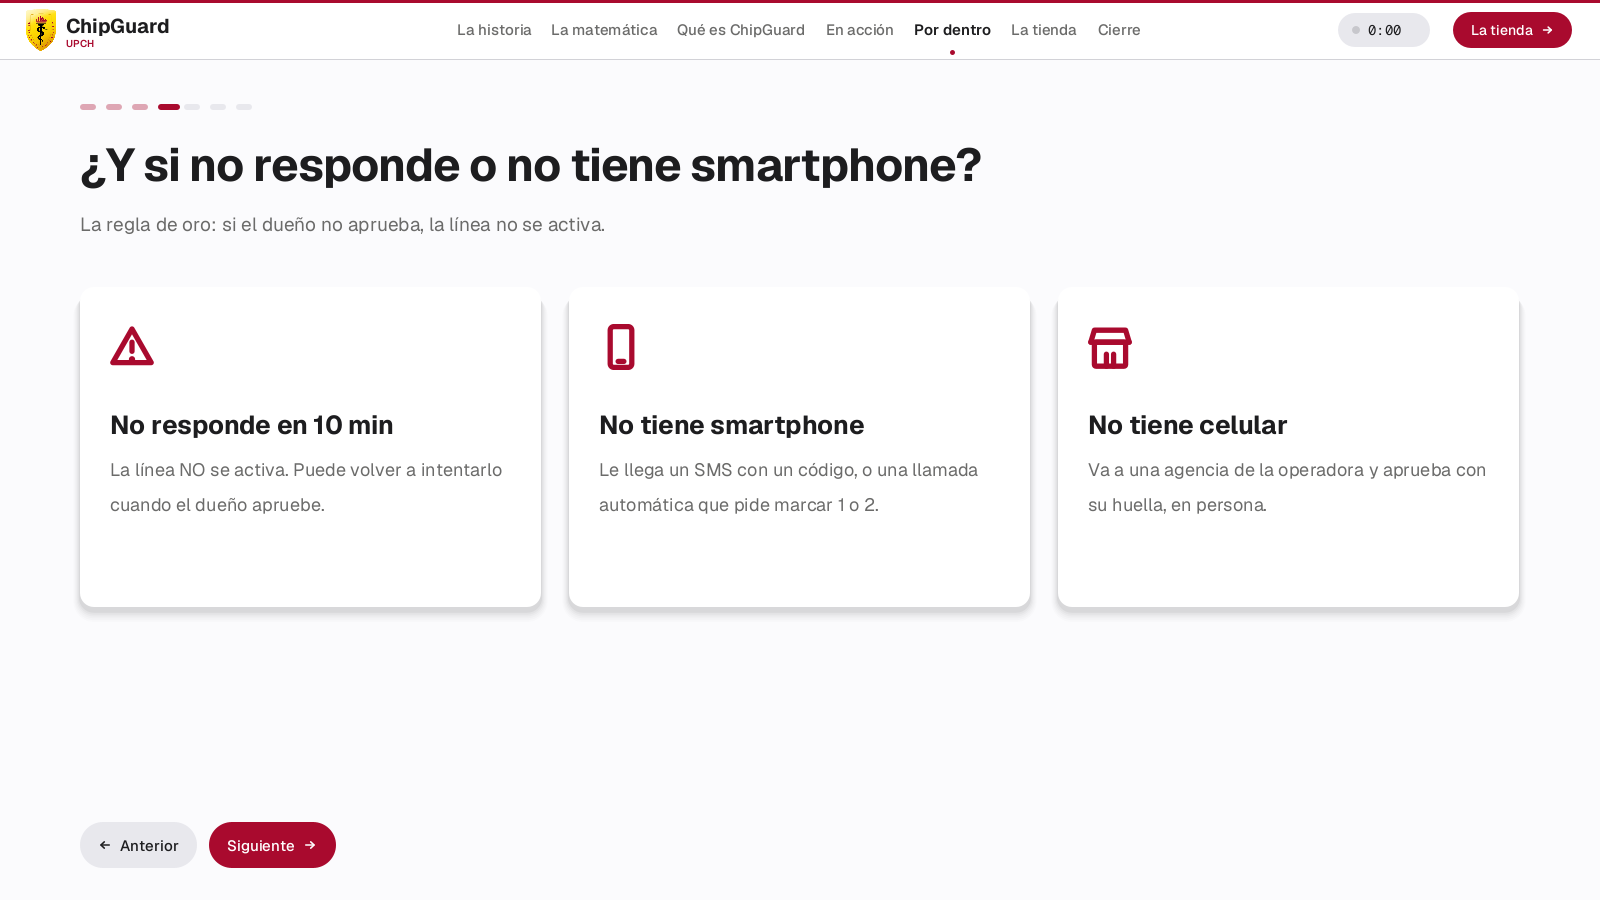 ChipGuard
UPCH
La historia
La matemática
Qué es ChipGuard
En acción
Por dentro
La tienda
Cierre
0:00
La tienda →
¿Y si no responde o no tiene smartphone?
La regla de oro: si el dueño no aprueba, la línea no se activa.
No responde en 10 min
La línea NO se activa. Puede volver a intentarlo
cuando el dueño apruebe.
No tiene smartphone
Le llega un SMS con un código, o una llamada
automática que pide marcar 1 o 2.
No tiene celular
Va a una agencia de la operadora y aprueba con
su huella, en persona.
← Anterior
Siguiente →